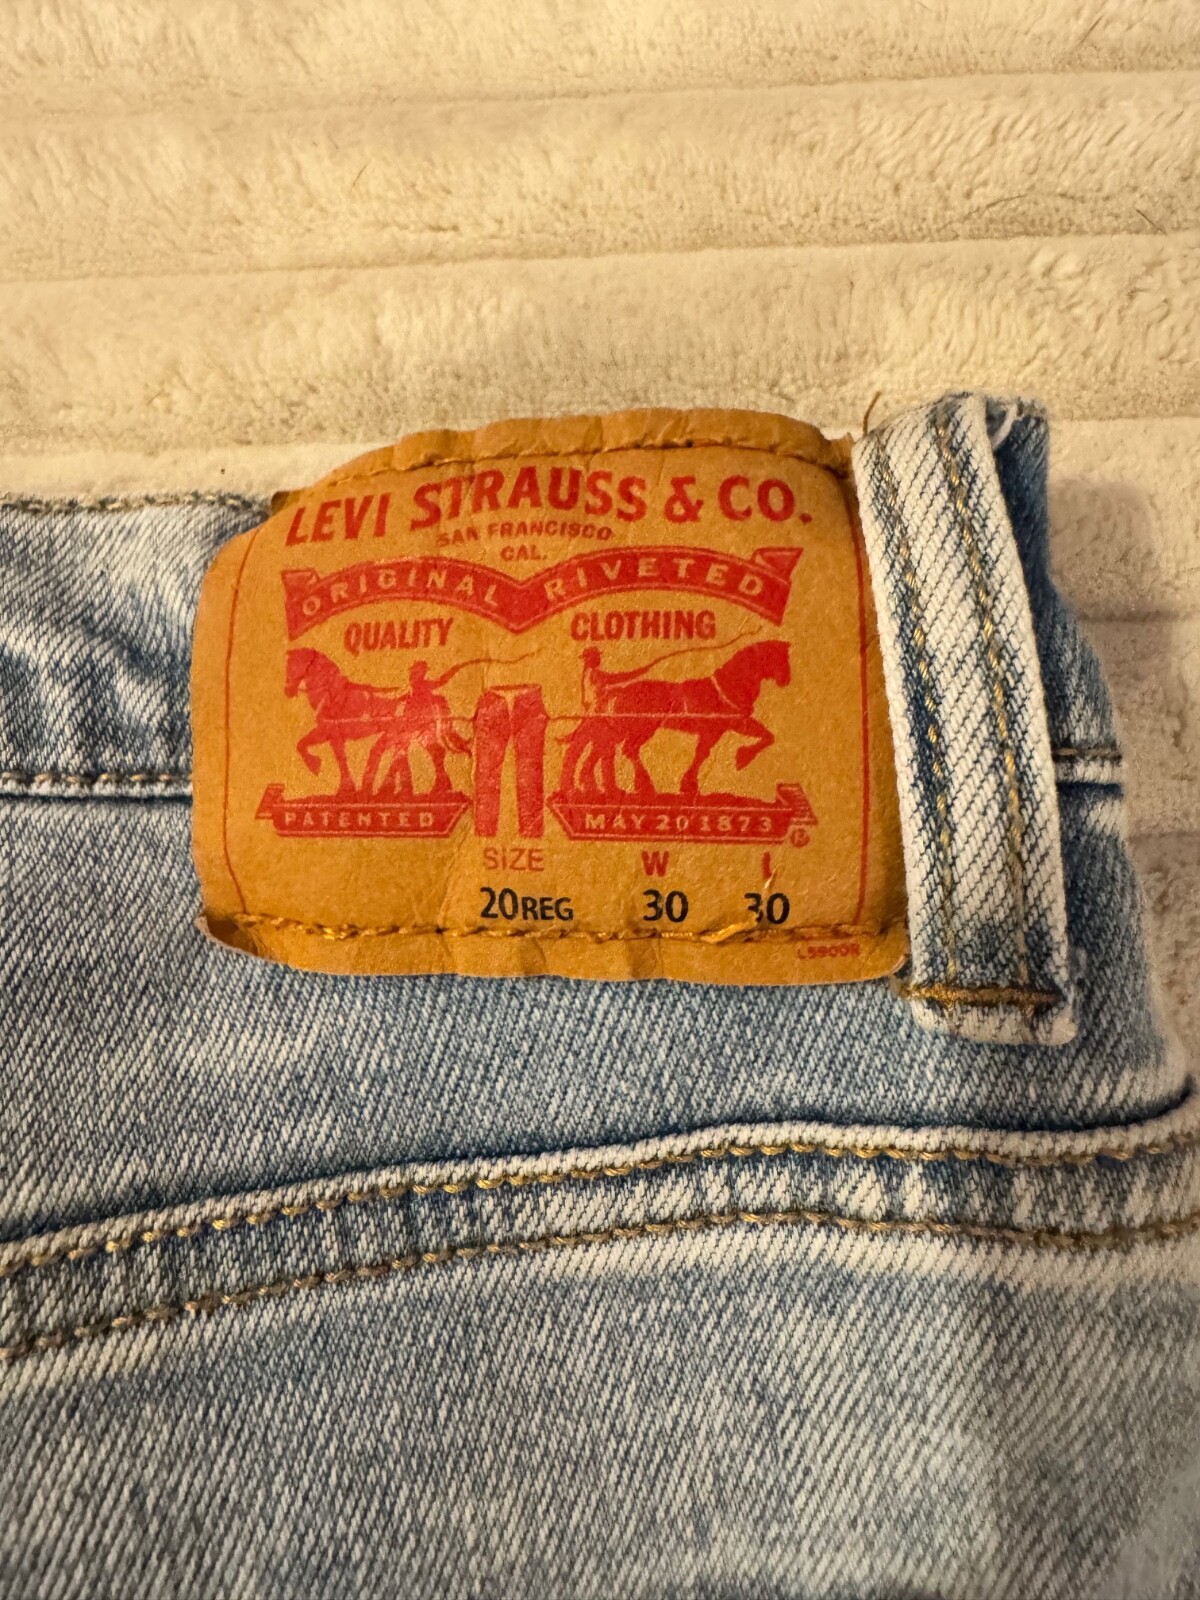 LEVI STRAUSS & CO.
SAN FRANCISCO
CAL.
ORIGINAL RIVETED
QUALITY CLOTHING
PATENTED MAY 20 1873 ®
SIZE W L
20REG 30 30